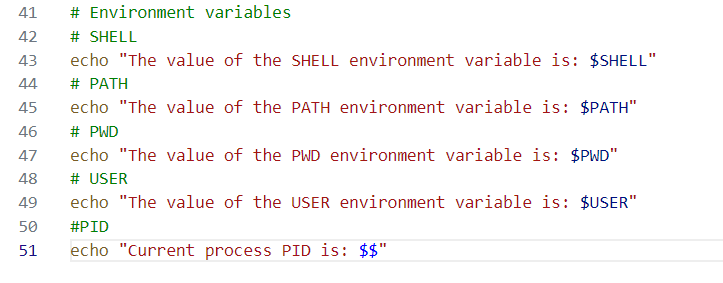 41 # Environment variables
42 # SHELL
43 echo "The value of the SHELL environment variable is: $SHELL"
44 # PATH
45 echo "The value of the PATH environment variable is: $PATH"
46 # PWD
47 echo "The value of the PWD environment variable is: $PWD"
48 # USER
49 echo "The value of the USER environment variable is: $USER"
50 #PID
51 echo "Current process PID is: $$"